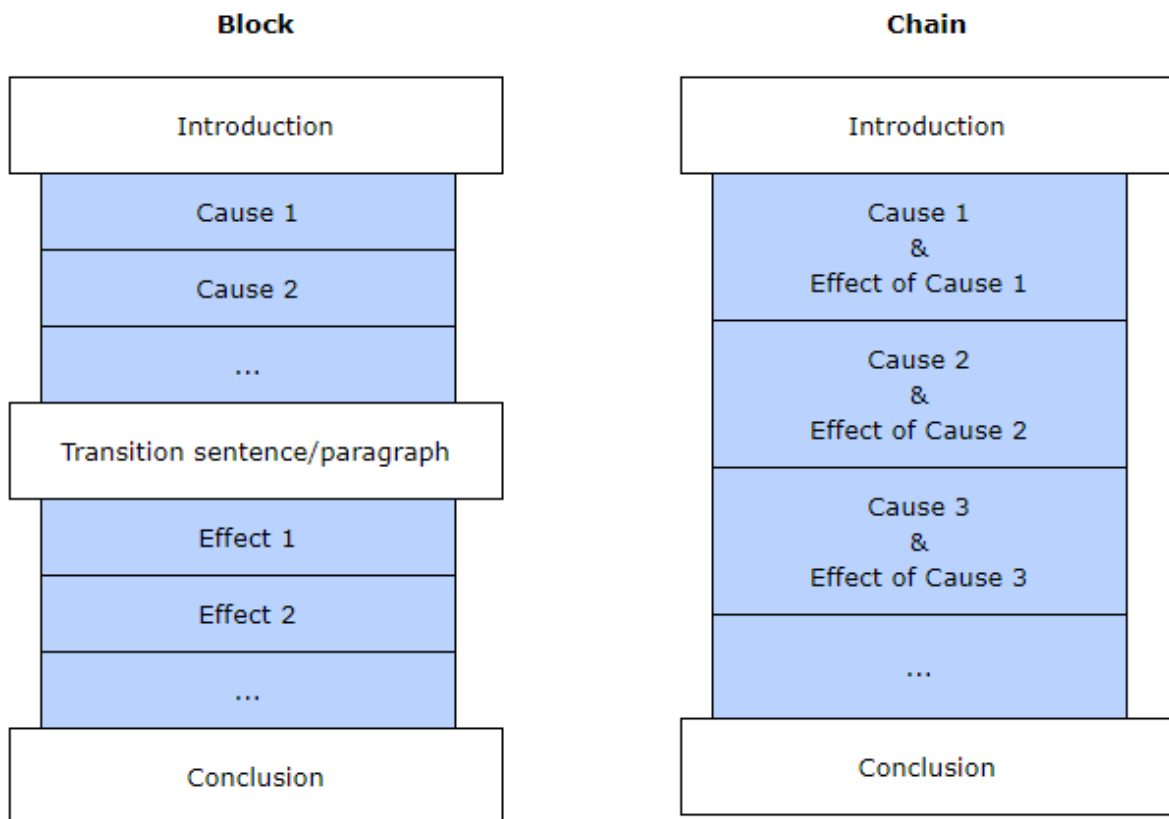 Block
Introduction
Cause 1
Cause 2
...
Transition sentence/paragraph
Effect 1
Effect 2
...
Conclusion
Chain
Introduction
Cause 1
&
Effect of Cause 1
Cause 2
&
Effect of Cause 2
Cause 3
&
Effect of Cause 3
...
Conclusion